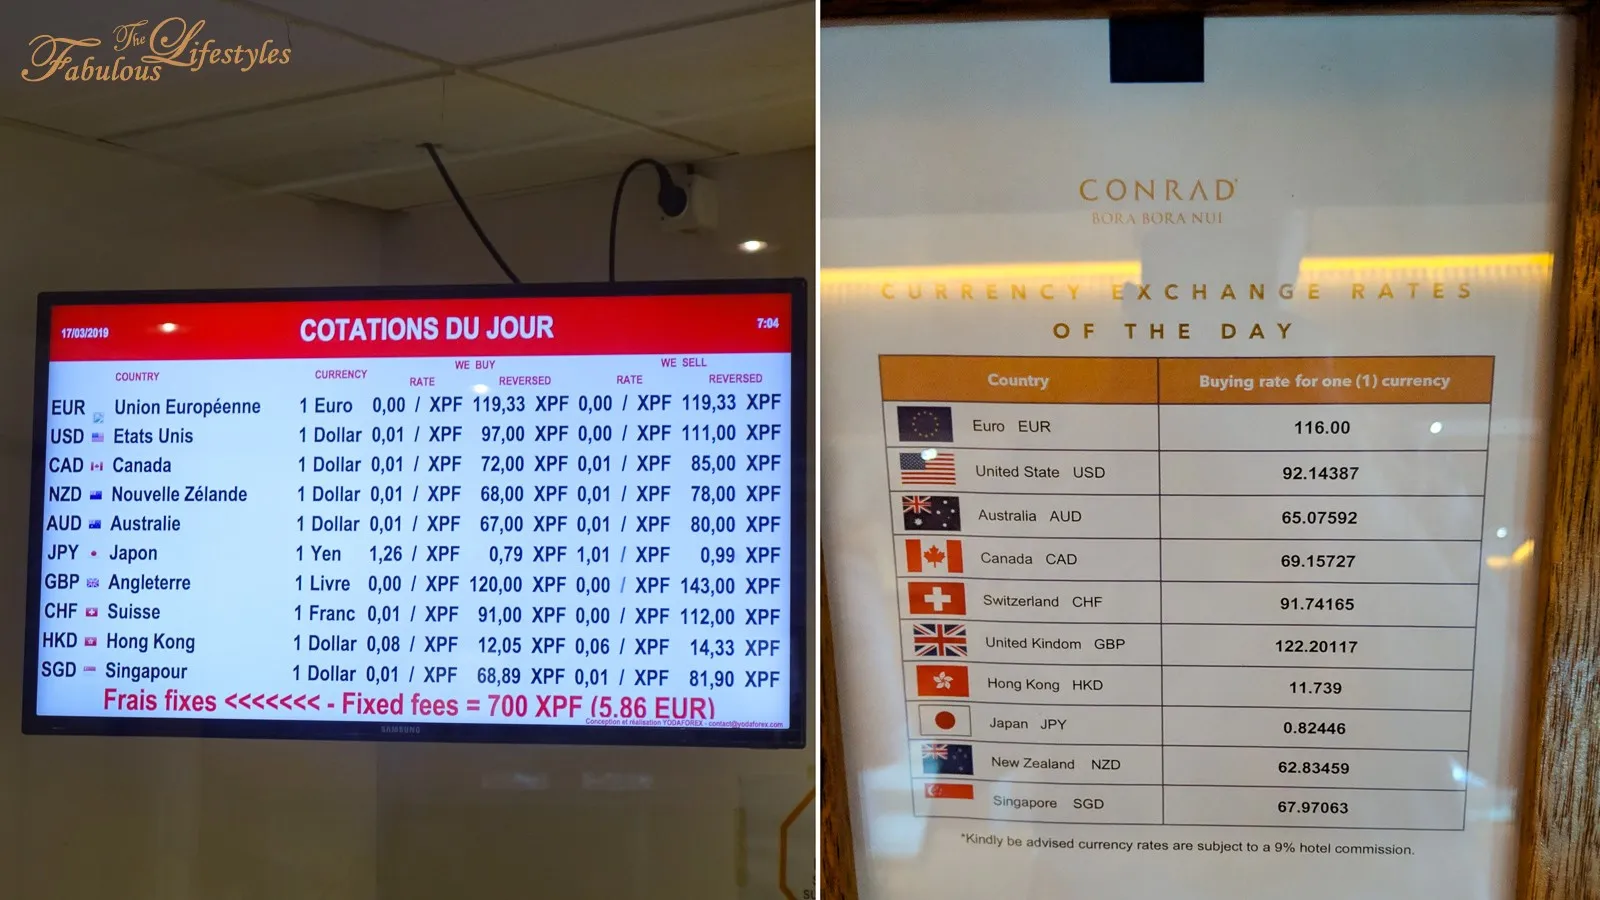 The Fabulous Lifestyles
17/03/2019 COTATIONS DU JOUR 7:04
WE BUY WE SELL
COUNTRY CURRENCY RATE REVERSED RATE REVERSED
EUR Union Européenne 1 Euro 0,00 / XPF 119,33 XPF 0,00 / XPF 119,33 XPF
USD Etats Unis 1 Dollar 0,01 / XPF 97,00 XPF 0,00 / XPF 111,00 XPF
CAD Canada 1 Dollar 0,01 / XPF 72,00 XPF 0,01 / XPF 85,00 XPF
NZD Nouvelle Zélande 1 Dollar 0,01 / XPF 68,00 XPF 0,01 / XPF 78,00 XPF
AUD Australie 1 Dollar 0,01 / XPF 67,00 XPF 0,01 / XPF 80,00 XPF
JPY Japon 1 Yen 1,26 / XPF 0,79 XPF 1,01 / XPF 0,99 XPF
GBP Angleterre 1 Livre 0,00 / XPF 120,00 XPF 0,00 / XPF 143,00 XPF
CHF Suisse 1 Franc 0,01 / XPF 91,00 XPF 0,00 / XPF 112,00 XPF
HKD Hong Kong 1 Dollar 0,08 / XPF 12,05 XPF 0,06 / XPF 14,33 XPF
SGD Singapour 1 Dollar 0,01 / XPF 68,89 XPF 0,01 / XPF 81,90 XPF
Frais fixes <<<<<<< - Fixed fees = 700 XPF (5.86 EUR)
Conception et réalisation YODAFOREX - contact@yodaforex.com
SAMSUNG
CONRAD
BORA BORA NUI
CURRENCY EXCHANGE RATES
OF THE DAY
Country Buying rate for one (1) currency
Euro EUR 116.00
United State USD 92.14387
Australia AUD 65.07592
Canada CAD 69.15727
Switzerland CHF 91.74165
United Kindom GBP 122.20117
Hong Kong HKD 11.739
Japan JPY 0.82446
New Zealand NZD 62.83459
Singapore SGD 67.97063
*Kindly be advised currency rates are subject to a 9% hotel commission.